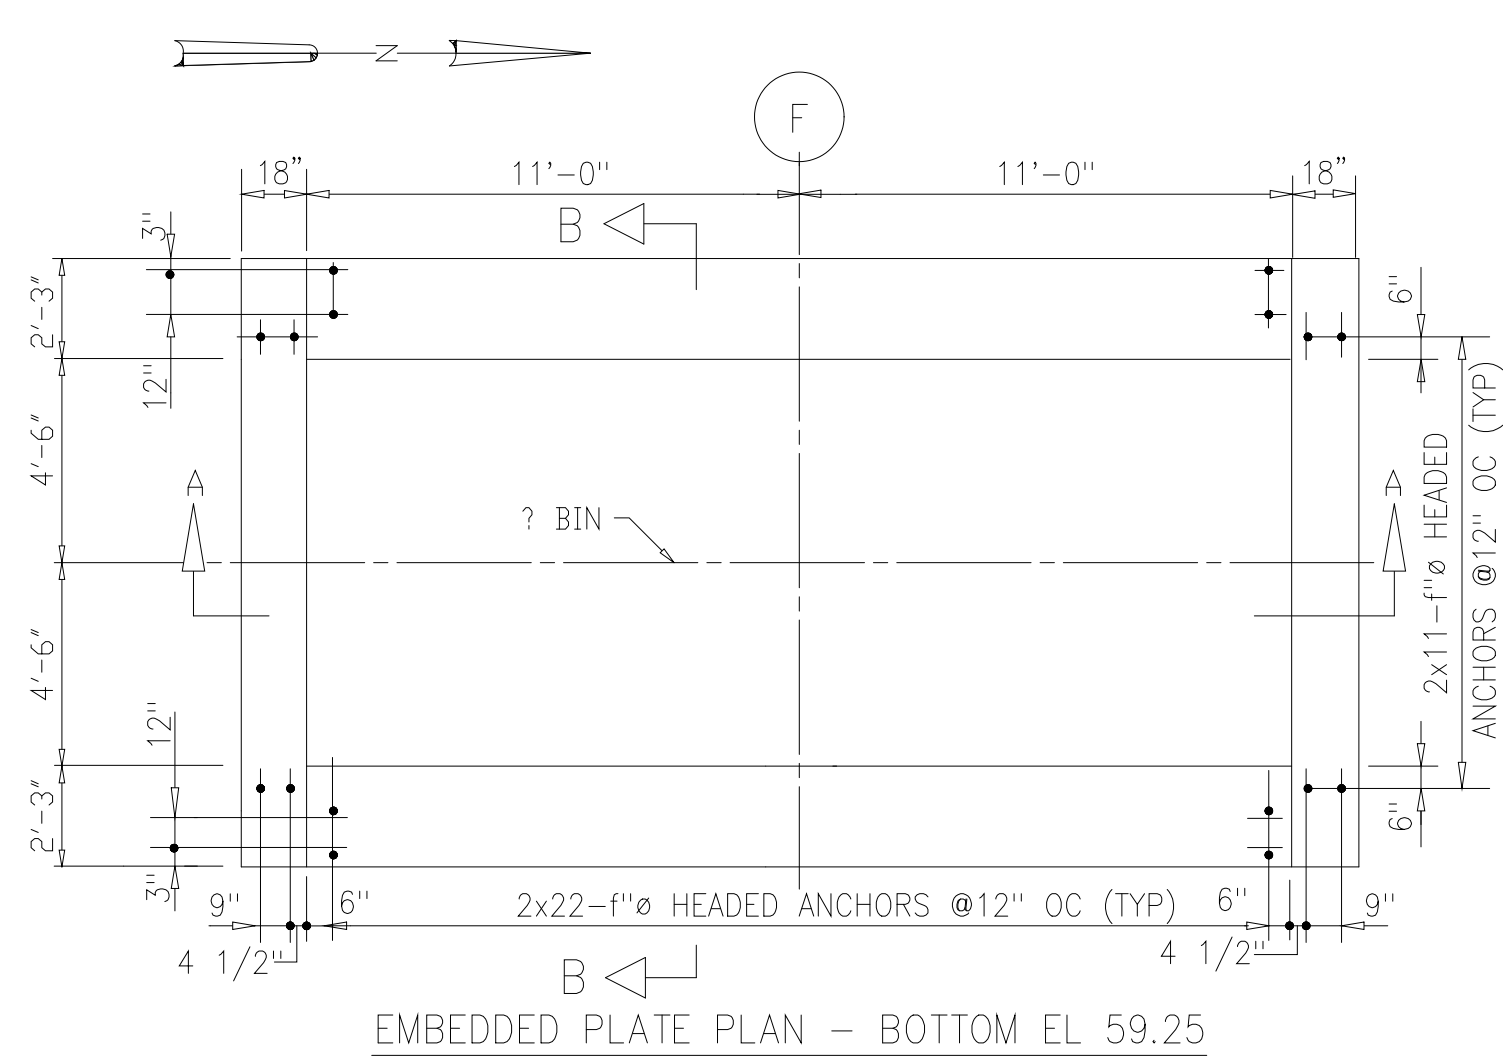 N
F
18”
11’-0"
11’-0"
18”
B
3"
2'-3"
12"
6"
4'-6"
A
A
? BIN
2x11-f"ø HEADED
ANCHORS @12" OC (TYP)
4'-6"
12"
2'-3"
3"
6"
9"
6"
2x22-f"ø HEADED ANCHORS @12" OC (TYP)
6"
9"
4 1/2"
4 1/2"
B
EMBEDDED PLATE PLAN - BOTTOM EL 59.25